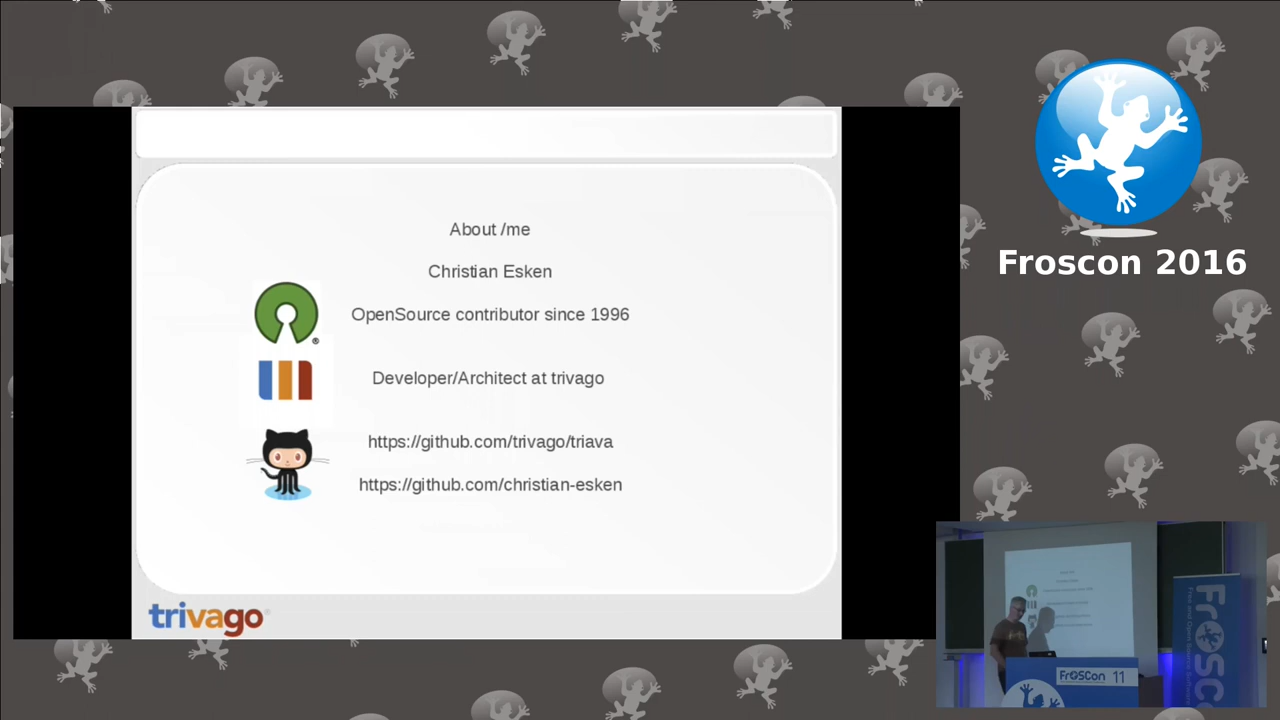 About /me
Christian Esken
OpenSource contributor since 1996
®
Developer/Architect at trivago
https://github.com/trivago/triava
https://github.com/christian-esken
trivago
Froscon 2016
FrOSCon 11
FrOSC